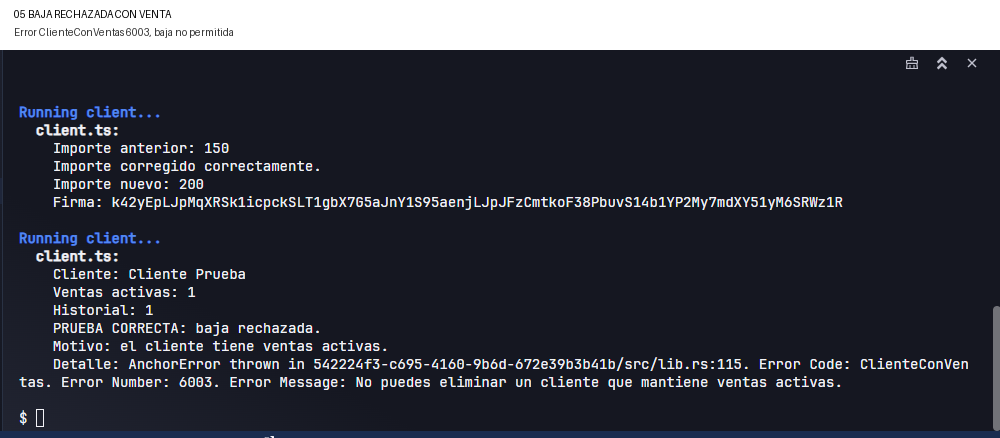 05 BAJA RECHAZADA CON VENTA
Error ClienteConVentas 6003, baja no permitida
Running client...
client.ts:
Importe anterior: 150
Importe corregido correctamente.
Importe nuevo: 200
Firma: k42yEpLJpMqXRSk1icpckSLT1gbX7G5aJnY1S95aenjLJpJFzCmtkoF38PbuvS14b1YP2My7mdXY51yM6SRWz1R
Running client...
client.ts:
Cliente: Cliente Prueba
Ventas activas: 1
Historial: 1
PRUEBA CORRECTA: baja rechazada.
Motivo: el cliente tiene ventas activas.
Detalle: AnchorError thrown in 542224f3-c695-4160-9b6d-672e39b3b41b/src/lib.rs:115. Error Code: ClienteConVen
tas. Error Number: 6003. Error Message: No puedes eliminar un cliente que mantiene ventas activas.
$